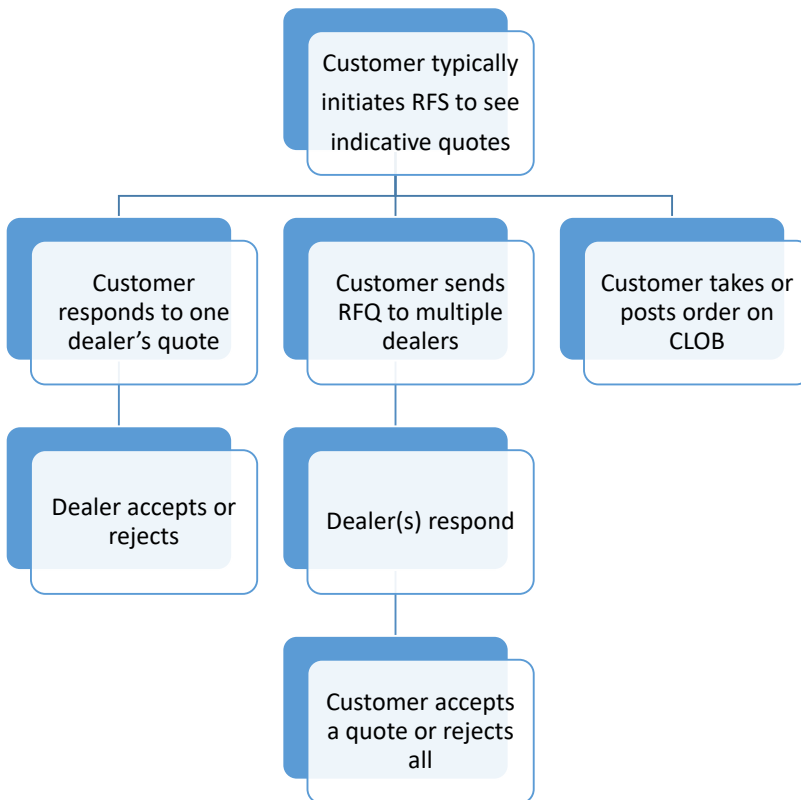 Customer typically
initiates RFS to see
indicative quotes
Customer
responds to one
dealer’s quote
Customer sends
RFQ to multiple
dealers
Customer takes or
posts order on
CLOB
Dealer accepts or
rejects
Dealer(s) respond
Customer accepts
a quote or rejects
all